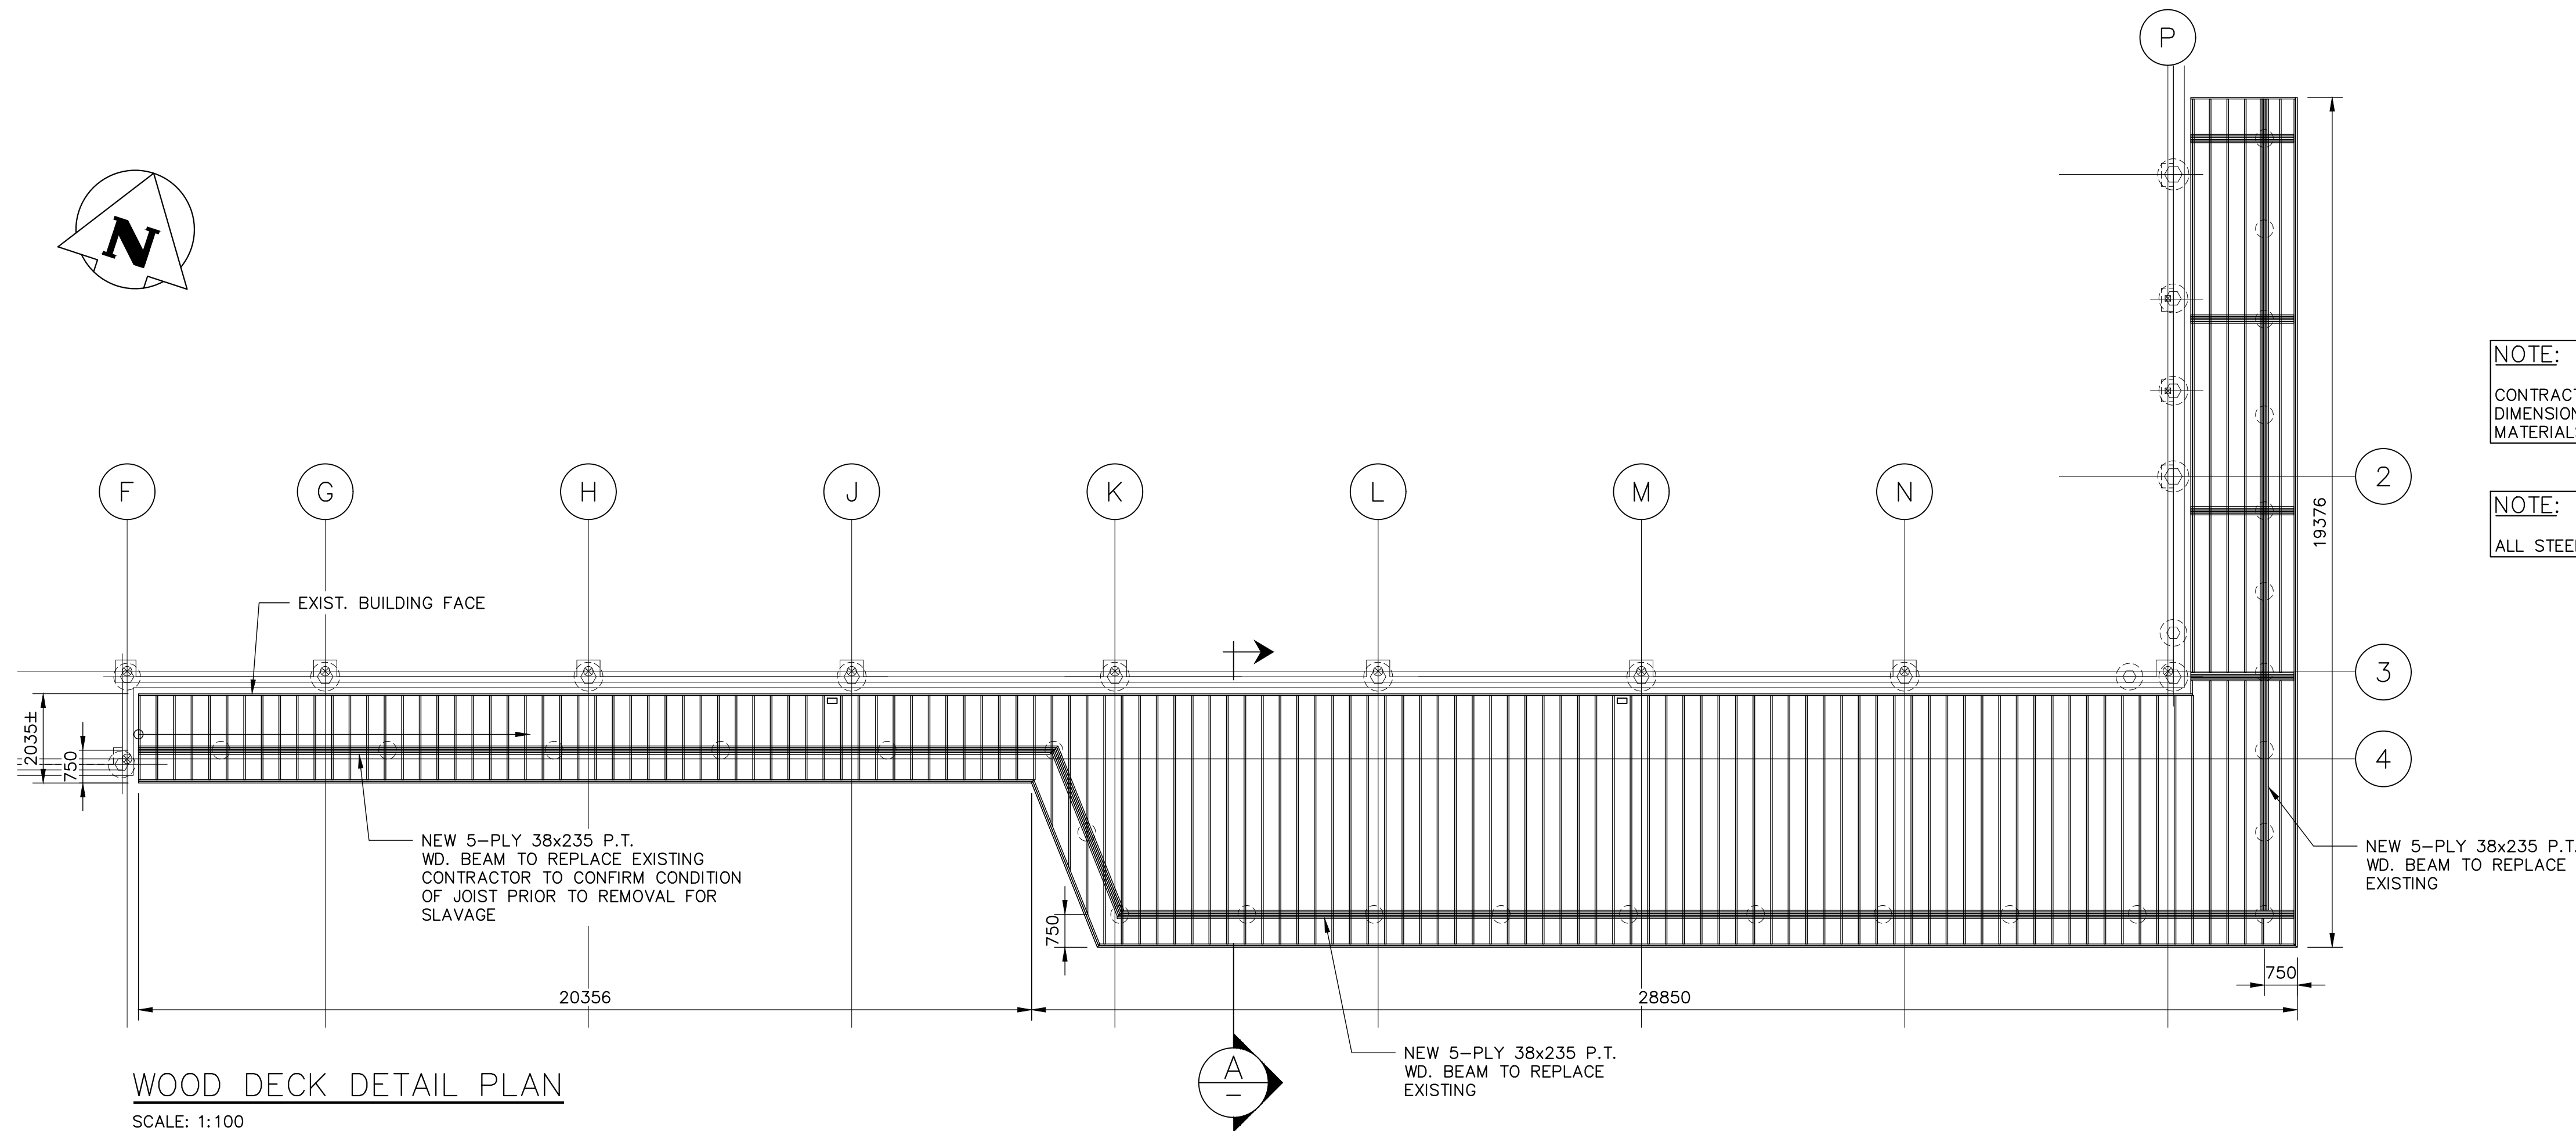 P
N
NOTE:
CONTRACT
DIMENSION
MATERIAL
F
G
H
J
K
L
M
N
2
NOTE:
ALL STEEL
19376
EXIST. BUILDING FACE
3
2035±
750
4
NEW 5-PLY 38x235 P.T.
WD. BEAM TO REPLACE EXISTING
CONTRACTOR TO CONFIRM CONDITION
OF JOIST PRIOR TO REMOVAL FOR
SLAVAGE
NEW 5-PLY 38x235 P.T.
WD. BEAM TO REPLACE
EXISTING
750
750
20356
28850
NEW 5-PLY 38x235 P.T.
WD. BEAM TO REPLACE
EXISTING
A
-
WOOD DECK DETAIL PLAN
SCALE: 1:100